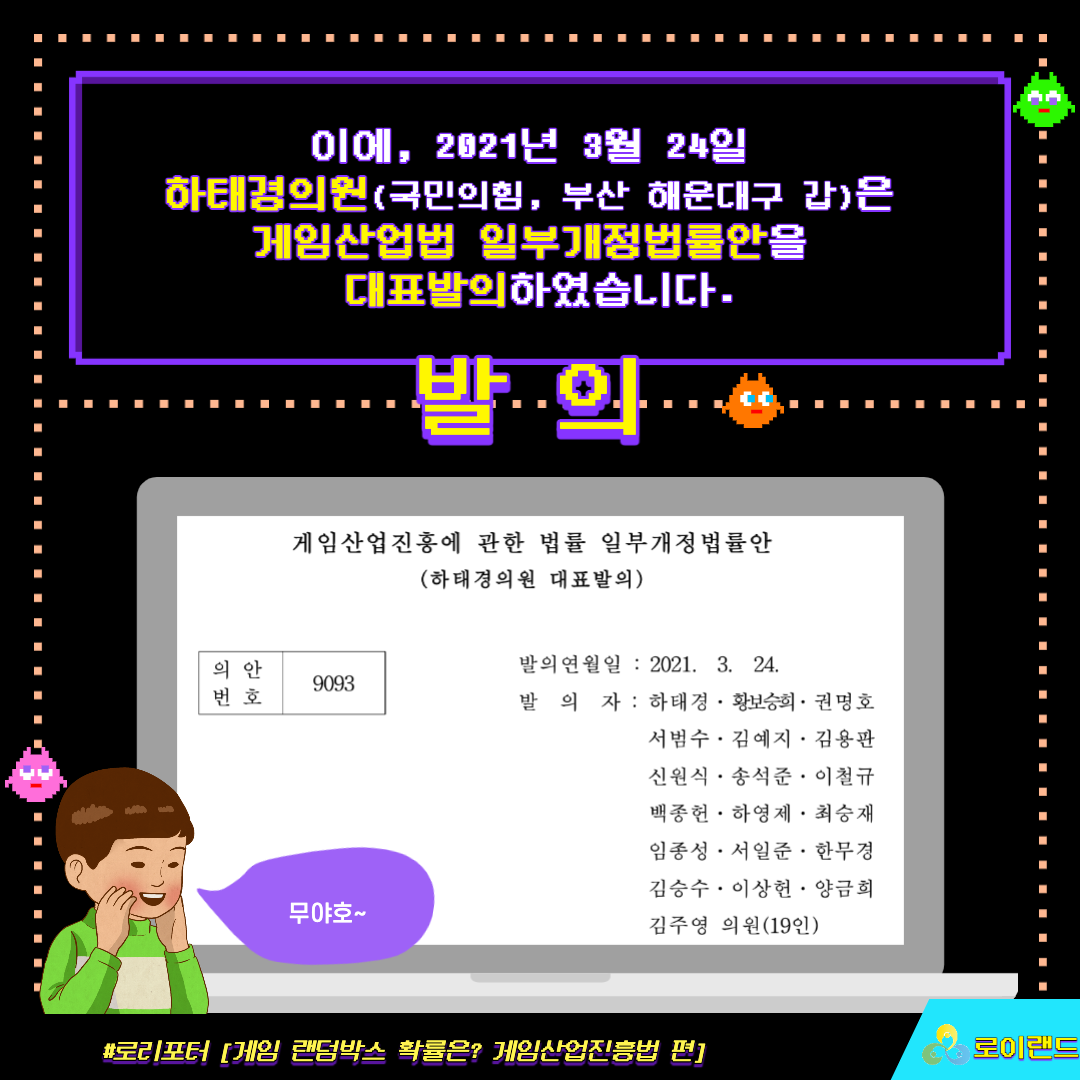 이에, 2021년 3월 24일
하태경의원(국민의힘, 부산 해운대구 갑)은
게임산업법 일부개정법률안을
대표발의하였습니다.
발 의
게임산업진흥에 관한 법률 일부개정법률안
(하태경의원 대표발의)
의 안
번 호
9093
발의연월일 : 2021. 3. 24.
발 의 자 : 하태경·황보승희·권명호
서범수·김예지·김용판
신원식·송석준·이철규
백종헌·하영제·최승재
임종성·서일준·한무경
김승수·이상헌·양금희
김주영 의원(19인)
무야호~
#로리포터 [게임 랜덤박스 확률은? 게임산업진흥법 편]
로이랜드